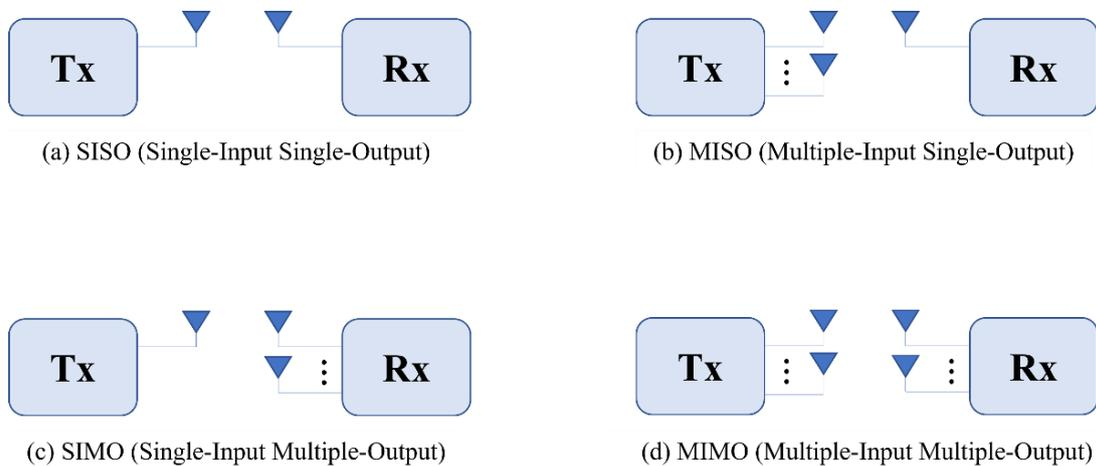 Tx
Rx
(a) SISO (Single-Input Single-Output)
Tx
Rx
(b) MISO (Multiple-Input Single-Output)
Tx
Rx
(c) SIMO (Single-Input Multiple-Output)
Tx
Rx
(d) MIMO (Multiple-Input Multiple-Output)